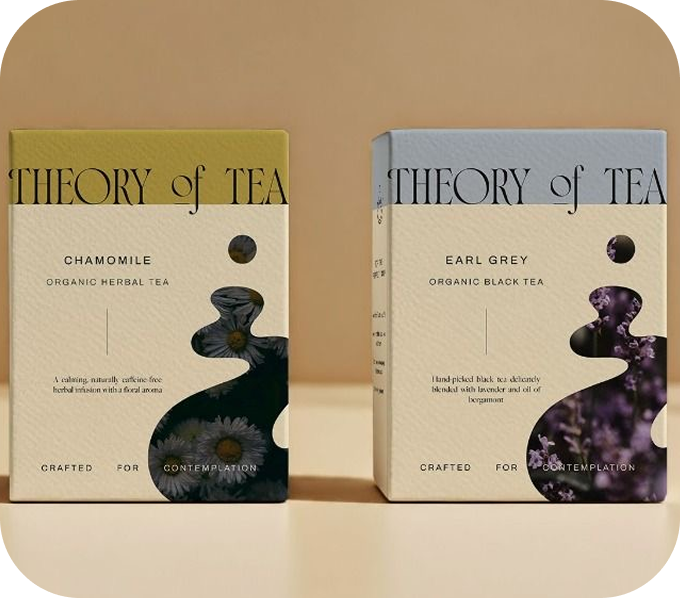 THEORY of TEA
CHAMOMILE
ORGANIC HERBAL TEA
A calming, naturally caffeine-free
herbal infusion with a floral aroma
CRAFTED FOR CONTEMPLATION
THEORY of TEA
EARL GREY
ORGANIC BLACK TEA
Hand-picked black tea delicately
blended with lavender and oil of
bergamont
CRAFTED FOR CONTEMPLATION